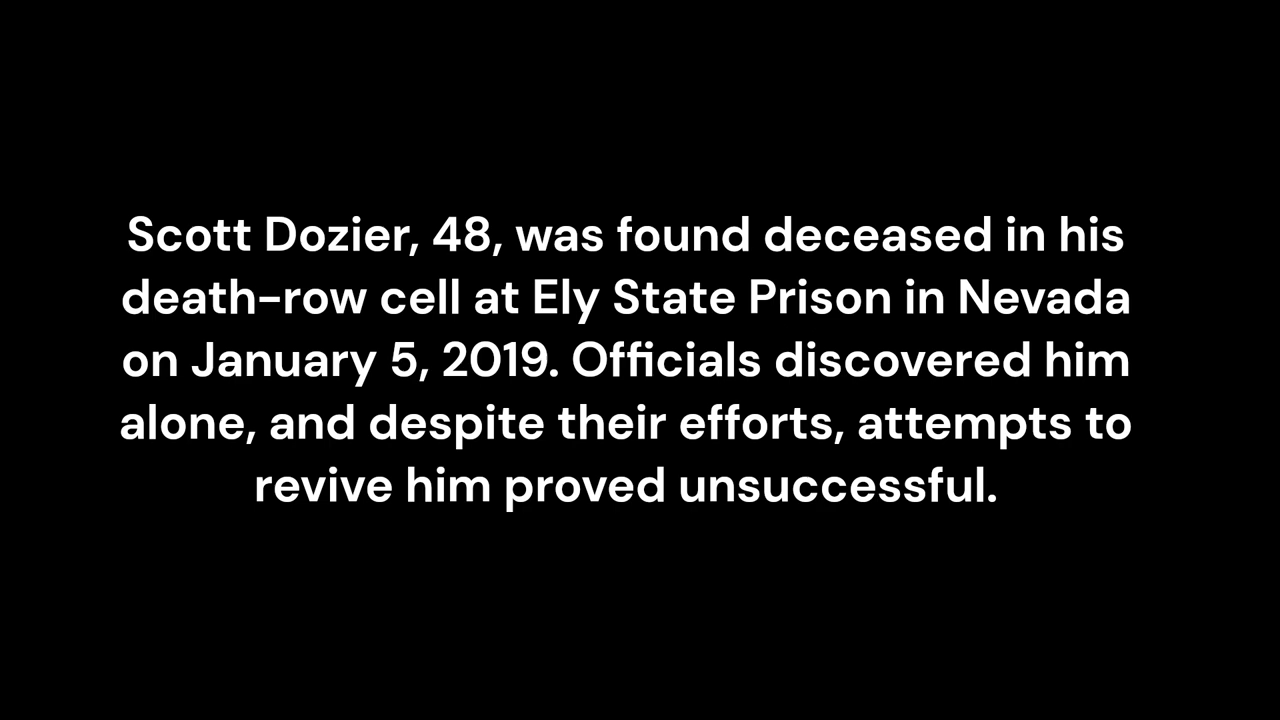 Scott Dozier, 48, was found deceased in his
death-row cell at Ely State Prison in Nevada
on January 5, 2019. Officials discovered him
alone, and despite their efforts, attempts to
revive him proved unsuccessful.